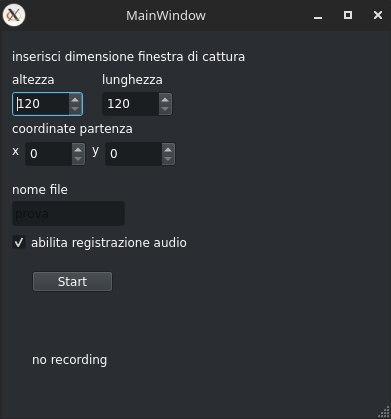 MainWindow
inserisci dimensione finestra di cattura
altezza lunghezza
120 120
coordinate partenza
x 0 y 0
nome file
prova
abilita registrazione audio
Start
no recording